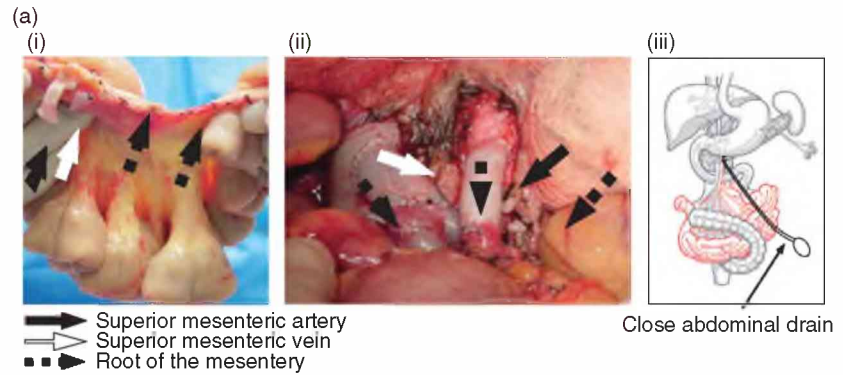 (a)
(i)
(ii)
(iii)
Close abdominal drain
Superior mesenteric artery
Superior mesenteric vein
Root of the mesentery